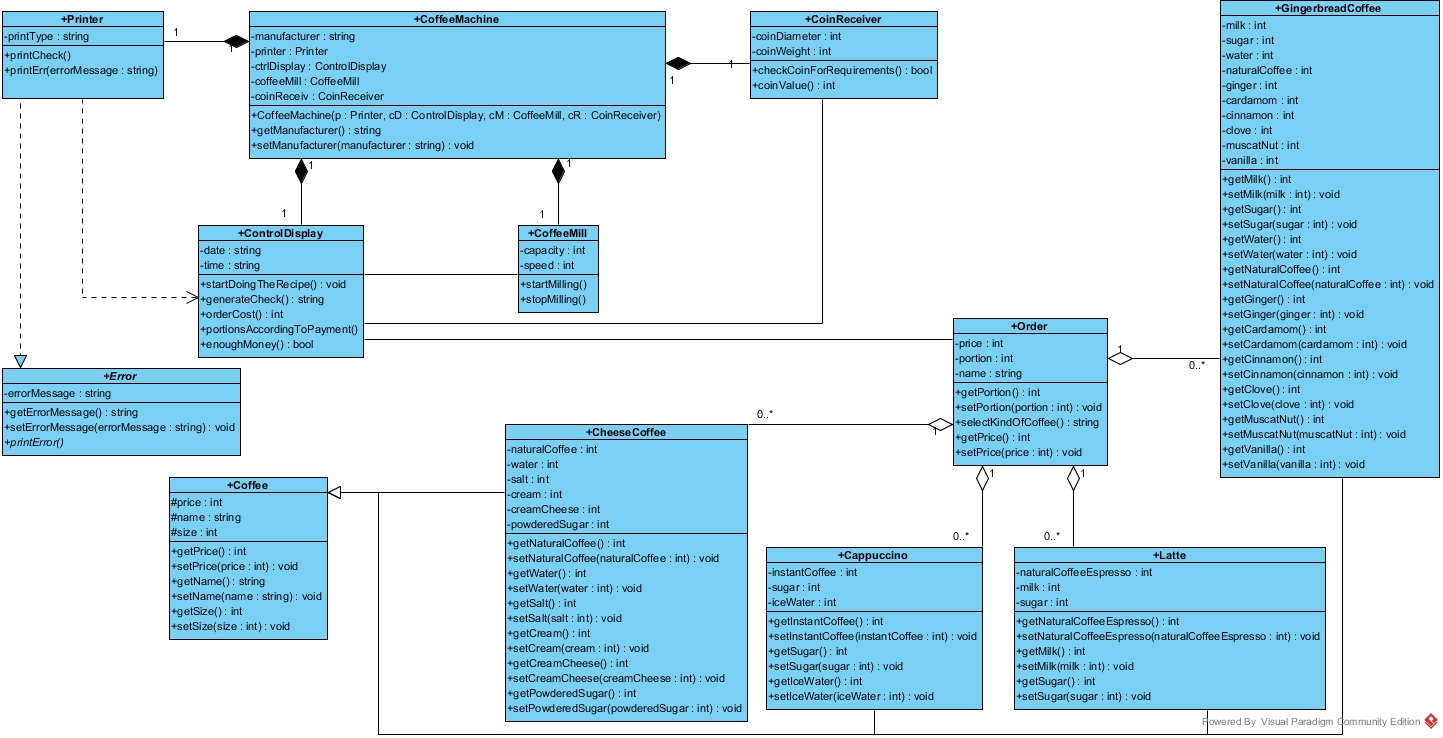 +Printer
-printType : string
+printCheck()
+printErr(errorMessage : string)
1
1
+CoffeeMachine
-manufacturer : string
-printer : Printer
-ctrlDisplay : ControlDisplay
-coffeeMill : CoffeeMill
-coinReceiv : CoinReceiver
+CoffeeMachine(p : Printer, cD : ControlDisplay, cM : CoffeeMill, cR : CoinReceiver)
+getManufacturer() : string
+setManufacturer(manufacturer : string) : void
1
1
+CoinReceiver
-coinDiameter : int
-coinWeight : int
+checkCoinForRequirements() : bool
+coinValue() : int
1
1
1
1
+ControlDisplay
-date : string
-time : string
+startDoingTheRecipe() : void
+generateCheck() : string
+orderCost() : int
+portionsAccordingToPayment()
+enoughMoney() : bool
+CoffeeMill
-capacity : int
-speed : int
+startMilling()
+stopMilling()
+Error
-errorMessage : string
+getErrorMessage() : string
+setErrorMessage(errorMessage : string) : void
+printError()
+Order
-price : int
-portion : int
-name : string
+getPortion() : int
+setPortion(portion : int) : void
+selectKindOfCoffee() : string
+getPrice() : int
+setPrice(price : int) : void
1
0..*
0..*
1
1
0..*
1
0..*
+GingerbreadCoffee
-milk : int
-sugar : int
-water : int
-naturalCoffee : int
-ginger : int
-cardamom : int
-cinnamon : int
-clove : int
-muscatNut : int
-vanilla : int
+getMilk() : int
+setMilk(milk : int) : void
+getSugar() : int
+setSugar(sugar : int) : void
+getWater() : int
+setWater(water : int) : void
+getNaturalCoffee() : int
+setNaturalCoffee(naturalCoffee : int) : void
+getGinger() : int
+setGinger(ginger : int) : void
+getCardamom() : int
+setCardamom(cardamom : int) : void
+getCinnamon() : int
+setCinnamon(cinnamon : int) : void
+getClove() : int
+setClove(clove : int) : void
+getMuscatNut() : int
+setMuscatNut(muscatNut : int) : void
+getVanilla() : int
+setVanilla(vanilla : int) : void
+Coffee
#price : int
#name : string
#size : int
+getPrice() : int
+setPrice(price : int) : void
+getName() : string
+setName(name : string) : void
+getSize() : int
+setSize(size : int) : void
+CheeseCoffee
-naturalCoffee : int
-water : int
-salt : int
-cream : int
-creamCheese : int
-powderedSugar : int
+getNaturalCoffee() : int
+setNaturalCoffee(naturalCoffee : int) : void
+getWater() : int
+setWater(water : int) : void
+getSalt() : int
+setSalt(salt : int) : void
+getCream() : int
+setCream(cream : int) : void
+getCreamCheese() : int
+setCreamCheese(creamCheese : int) : void
+getPowderedSugar() : int
+setPowderedSugar(powderedSugar : int) : void
+Cappuccino
-instantCoffee : int
-sugar : int
-iceWater : int
+getInstantCoffee() : int
+setInstantCoffee(instantCoffee : int) : void
+getSugar() : int
+setSugar(sugar : int) : void
+getIceWater() : int
+setIceWater(iceWater : int) : void
+Latte
-naturalCoffeeEspresso : int
-milk : int
-sugar : int
+getNaturalCoffeeEspresso() : int
+setNaturalCoffeeEspresso(naturalCoffeeEspresso : int) : void
+getMilk() : int
+setMilk(milk : int) : void
+getSugar() : int
+setSugar(sugar : int) : void
Powered By Visual Paradigm Community Edition